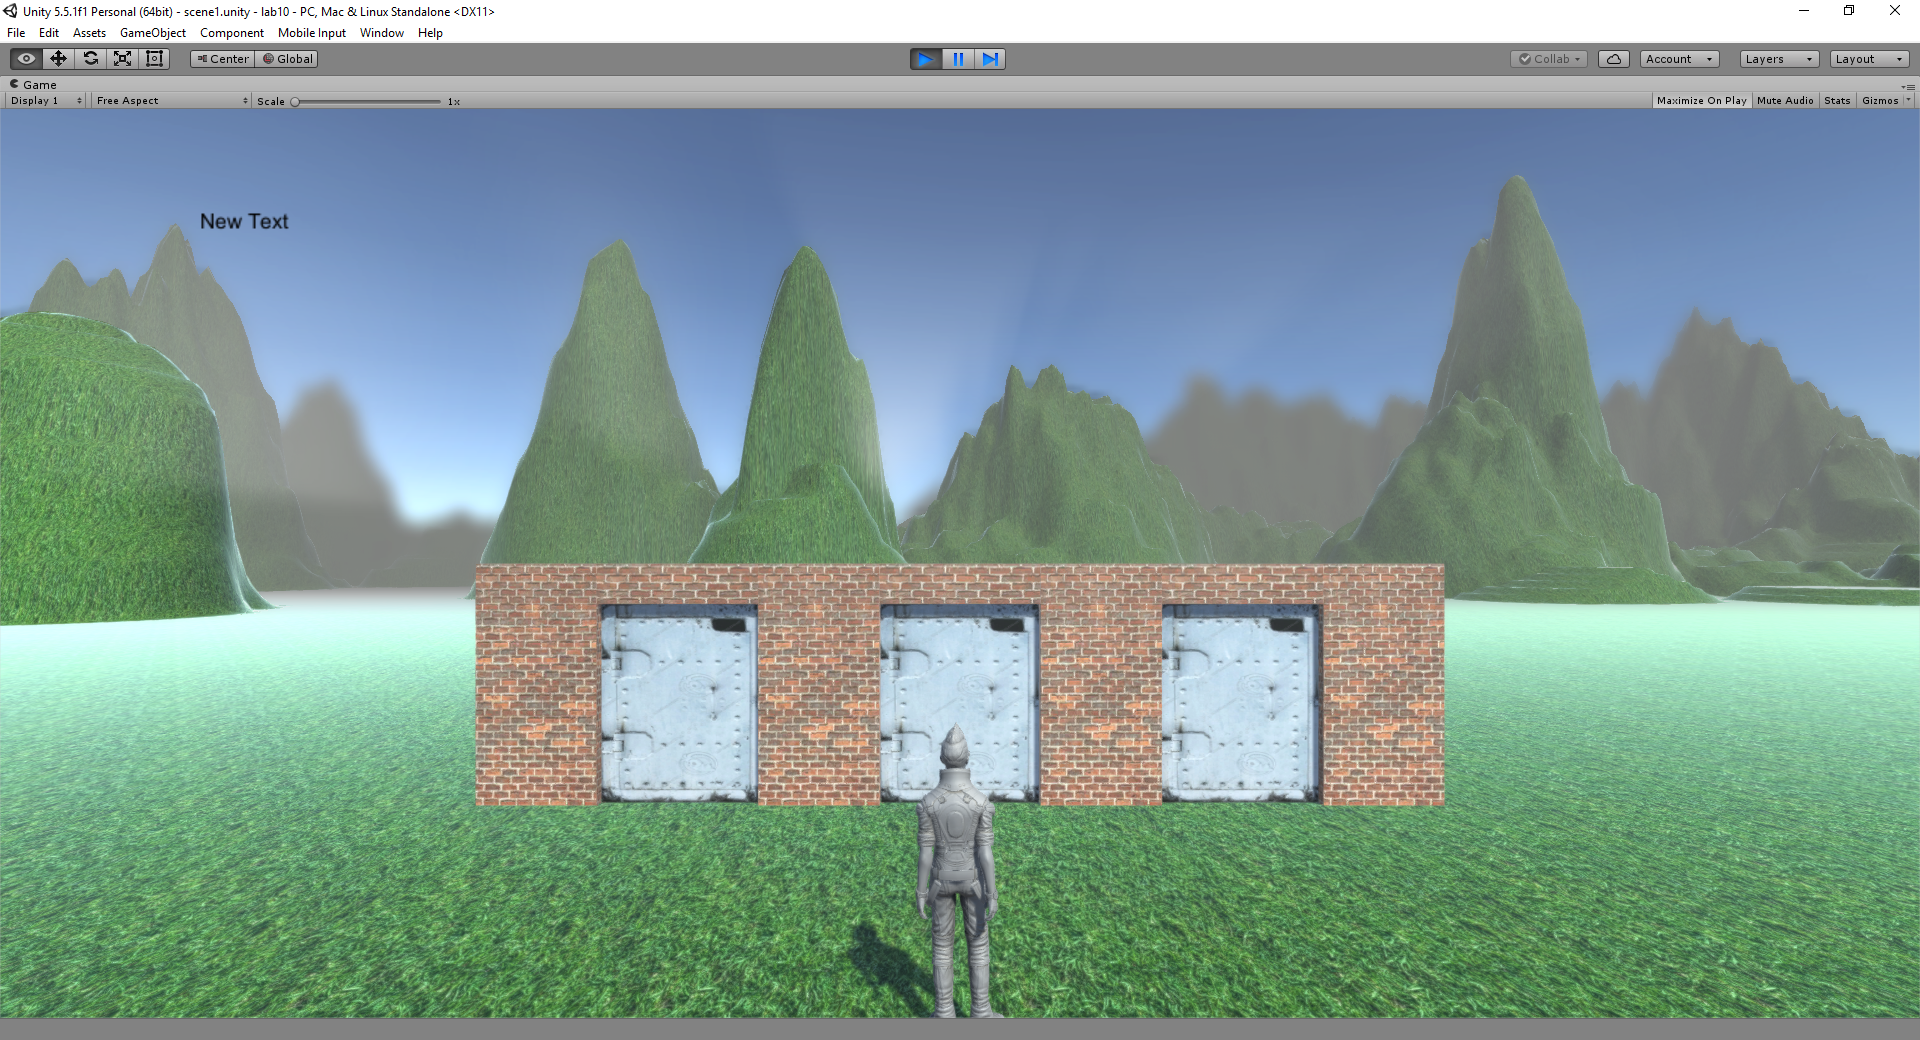 Unity 5.5.1f1 Personal (64bit) - scene1.unity - lab10 - PC, Mac & Linux Standalone <DX11>
File Edit Assets GameObject Component Mobile Input Window Help
Center Global Collab Account Layers Layout
Game
Display 1 Free Aspect Scale 1x Maximize On Play Mute Audio Stats Gizmos
New Text